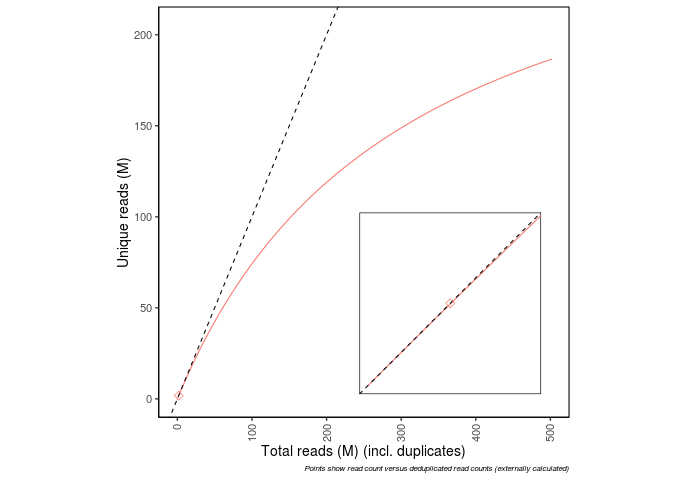 200
150
100
50
0
Unique reads (M)
0 100 200 300 400 500
Total reads (M) (incl. duplicates)
Points show read count versus deduplicated read counts (externally calculated)